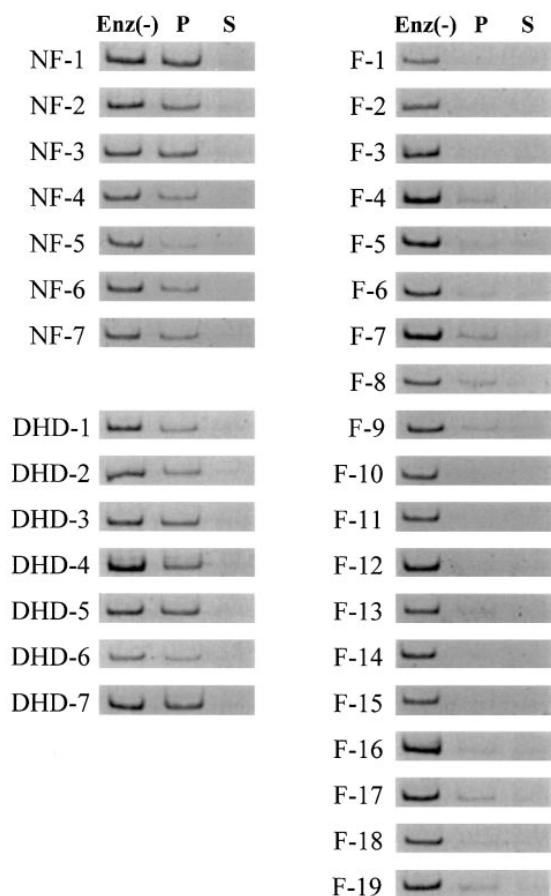 Enz(-) P S
NF-1
NF-2
NF-3
NF-4
NF-5
NF-6
NF-7
DHD-1
DHD-2
DHD-3
DHD-4
DHD-5
DHD-6
DHD-7
Enz(-) P S
F-1
F-2
F-3
F-4
F-5
F-6
F-7
F-8
F-9
F-10
F-11
F-12
F-13
F-14
F-15
F-16
F-17
F-18
F-19